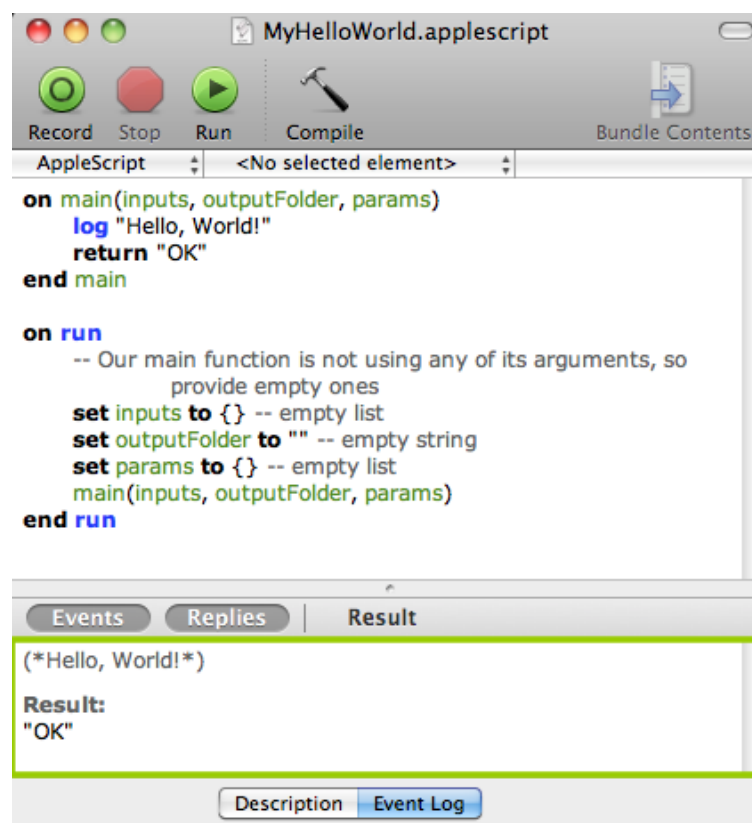 MyHelloWorld.applescript
Record Stop Run Compile Bundle Contents
AppleScript <No selected element>
on main(inputs, outputFolder, params)
log "Hello, World!"
return "OK"
end main
on run
-- Our main function is not using any of its arguments, so
provide empty ones
set inputs to {} -- empty list
set outputFolder to "" -- empty string
set params to {} -- empty list
main(inputs, outputFolder, params)
end run
Events Replies Result
(*Hello, World!*)
Result:
"OK"
Description Event Log